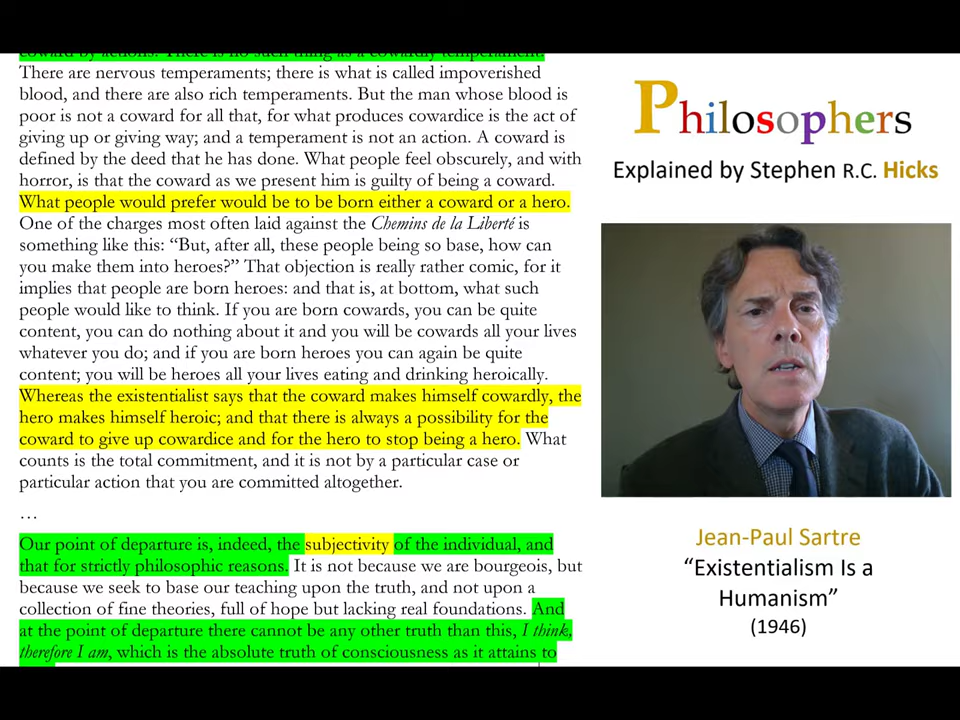 coward by actions. There is no such thing as a cowardly temperament.
There are nervous temperaments; there is what is called impoverished
blood, and there are also rich temperaments. But the man whose blood is
poor is not a coward for all that, for what produces cowardice is the act of
giving up or giving way; and a temperament is not an action. A coward is
defined by the deed that he has done. What people feel obscurely, and with
horror, is that the coward as we present him is guilty of being a coward.
What people would prefer would be to be born either a coward or a hero.
One of the charges most often laid against the Chemins de la Liberté is
something like this: “But, after all, these people being so base, how can
you make them into heroes?” That objection is really rather comic, for it
implies that people are born heroes: and that is, at bottom, what such
people would like to think. If you are born cowards, you can be quite
content, you can do nothing about it and you will be cowards all your lives
whatever you do; and if you are born heroes you can again be quite
content; you will be heroes all your lives eating and drinking heroically.
Whereas the existentialist says that the coward makes himself cowardly, the
hero makes himself heroic; and that there is always a possibility for the
coward to give up cowardice and for the hero to stop being a hero. What
counts is the total commitment, and it is not by a particular case or
particular action that you are committed altogether.
…
Our point of departure is, indeed, the subjectivity of the individual, and
that for strictly philosophic reasons. It is not because we are bourgeois, but
because we seek to base our teaching upon the truth, and not upon a
collection of fine theories, full of hope but lacking real foundations. And
at the point of departure there cannot be any other truth than this, I think,
therefore I am, which is the absolute truth of consciousness as it attains to
Philosophers
Explained by Stephen R.C. Hicks
Jean-Paul Sartre
“Existentialism Is a
Humanism”
(1946)